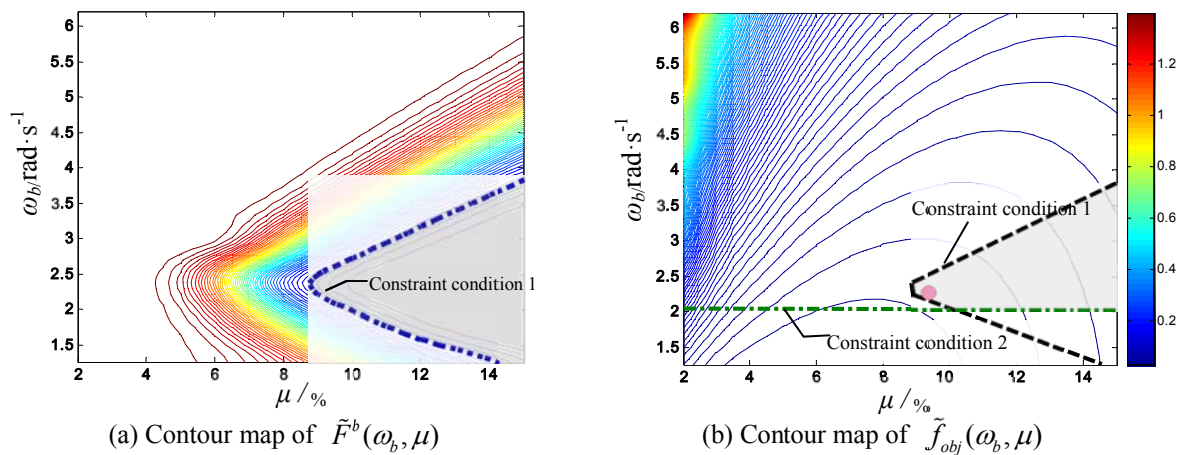 6
5.5
5
4.5
4
3.5
3
2.5
2
1.5
ω_b/rad·s⁻¹
Constraint condition 1
2 4 6 8 10 12 14
μ / %
(a) Contour map of F̃ᵇ(ω_b, μ)
6
5.5
5
4.5
4
3.5
3
2.5
2
1.5
ω_b/rad·s⁻¹
Constraint condition 1
Constraint condition 2
2 4 6 8 10 12 14
μ / %
1.2
1
0.8
0.6
0.4
0.2
(b) Contour map of f̃_obj(ω_b, μ)